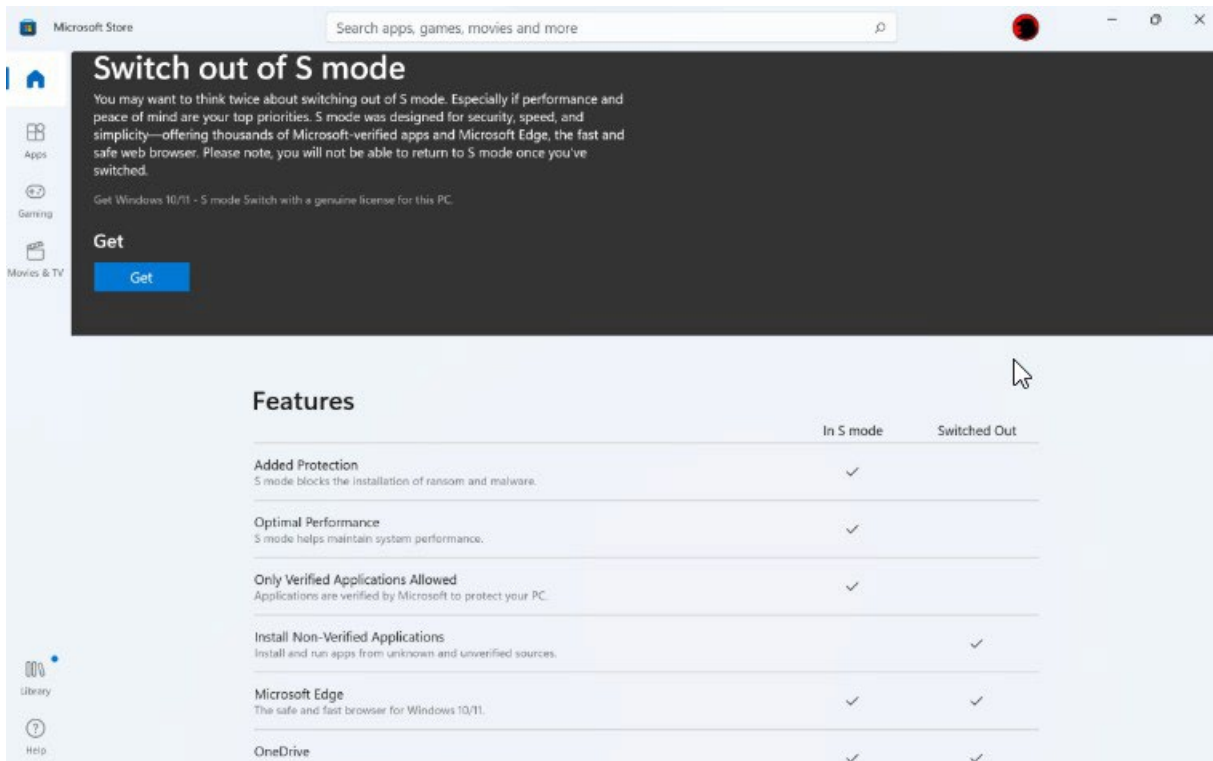 Microsoft Store
Search apps, games, movies and more
Switch out of S mode
You may want to think twice about switching out of S mode. Especially if performance and
peace of mind are your top priorities. S mode was designed for security, speed, and
simplicity—offering thousands of Microsoft-verified apps and Microsoft Edge, the fast and
safe web browser. Please note, you will not be able to return to S mode once you've
switched.
Get Windows 10/11 - S mode Switch with a genuine license for this PC.
Get
Get
Apps
Gaming
Movies & TV
Features
In S mode
Switched Out
Added Protection
S mode blocks the installation of ransom and malware.
Optimal Performance
S mode helps maintain system performance.
Only Verified Applications Allowed
Applications are verified by Microsoft to protect your PC.
Install Non-Verified Applications
Install and run apps from unknown and unverified sources.
Microsoft Edge
The safe and fast browser for Windows 10/11.
OneDrive
Library
Help